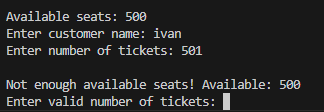 Available seats: 500
Enter customer name: ivan
Enter number of tickets: 501
Not enough available seats! Available: 500
Enter valid number of tickets: